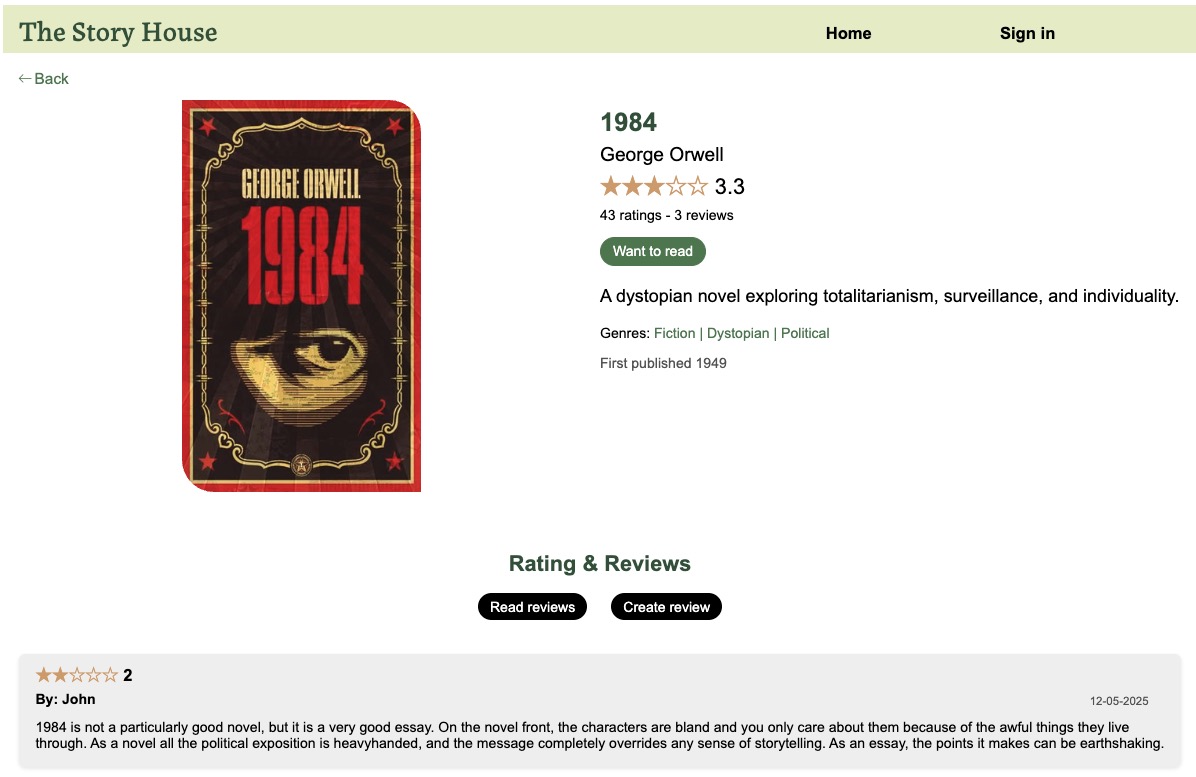 The Story House
Home
Sign in
←Back
GEORGE ORWELL
1984
1984
George Orwell
★★★☆☆ 3.3
43 ratings - 3 reviews
Want to read
A dystopian novel exploring totalitarianism, surveillance, and individuality.
Genres: Fiction | Dystopian | Political
First published 1949
Rating & Reviews
Read reviews
Create review
★★☆☆☆ 2
By: John
12-05-2025
1984 is not a particularly good novel, but it is a very good essay. On the novel front, the characters are bland and you only care about them because of the awful things they live
through. As a novel all the political exposition is heavyhanded, and the message completely overrides any sense of storytelling. As an essay, the points it makes can be earthshaking.